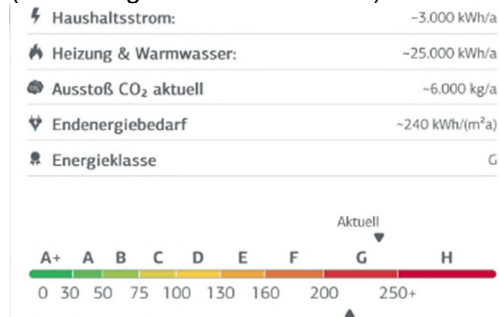 Haushaltsstrom: ~3.000 kWh/a
Heizung & Warmwasser: ~25.000 kWh/a
Ausstoß CO₂ aktuell ~6.000 kg/a
Endenergiebedarf ~240 kWh/(m²a)
Energieklasse G
Aktuell
A+ A B C D E F G H
0 30 50 75 100 130 160 200 250+